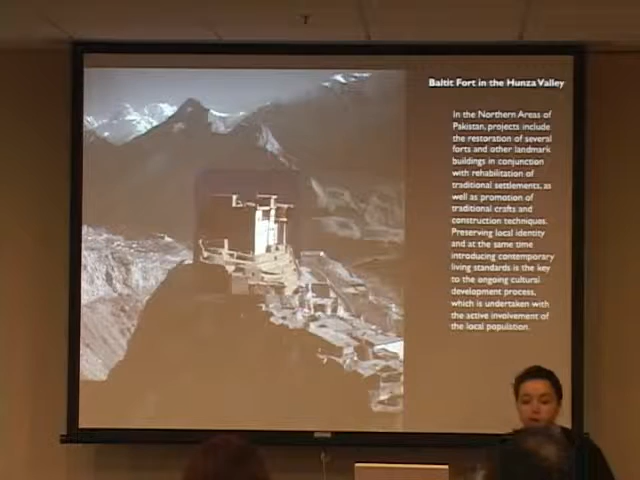 Baltit Fort in the Hunza Valley
In the Northern Areas of
Pakistan, projects include
the restoration of several
forts and other landmark
buildings in conjunction
with rehabilitation of
traditional settlements, as
well as promotion of
traditional crafts and
construction techniques.
Preserving local identity
and at the same time
introducing contemporary
living standards is the key
to the ongoing cultural
development process,
which is undertaken with
the active involvement of
the local population.